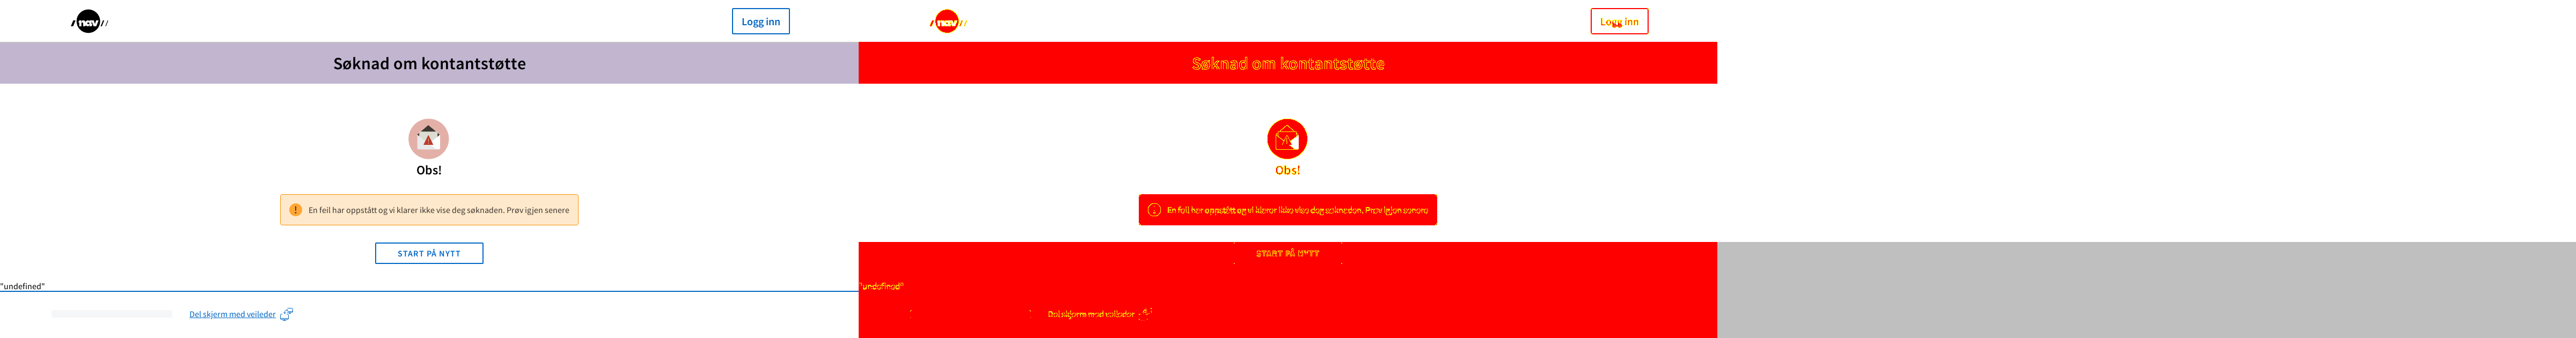 nav
Logg inn
Søknad om kontantstøtte
Obs!
En feil har oppstått og vi klarer ikke vise deg søknaden. Prøv igjen senere
START PÅ NYTT
"undefined"
Del skjerm med veileder
nav
Logg inn
Søknad om kontantstøtte
Obs!
En feil har oppstått og vi klarer ikke vise deg søknaden. Prøv igjen senere
START PÅ NYTT
"undefined"
Del skjerm med veileder